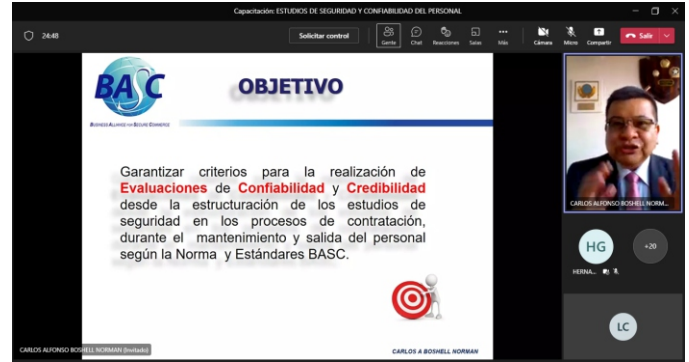 Capacitación: ESTUDIOS DE SEGURIDAD Y CONFIABILIDAD DEL PERSONAL
24:48
Solicitar control
Gente
Chat
Reacciones
Salas
Más
Cámara
Micro
Compartir
Salir
BASC
BUSINESS ALLIANCE FOR SECURE COMMERCE
OBJETIVO
Garantizar criterios para la realización de
Evaluaciones de Confiabilidad y Credibilidad
desde la estructuración de los estudios de
seguridad en los procesos de contratación,
durante el mantenimiento y salida del personal
según la Norma y Estándares BASC.
CARLOS A BOSHELL NORMAN
CARLOS ALFONSO BOSHELL NORMAN (Invitado)
CARLOS ALFONSO BOSHELL NORM...
HG
+20
HERNA...
LC